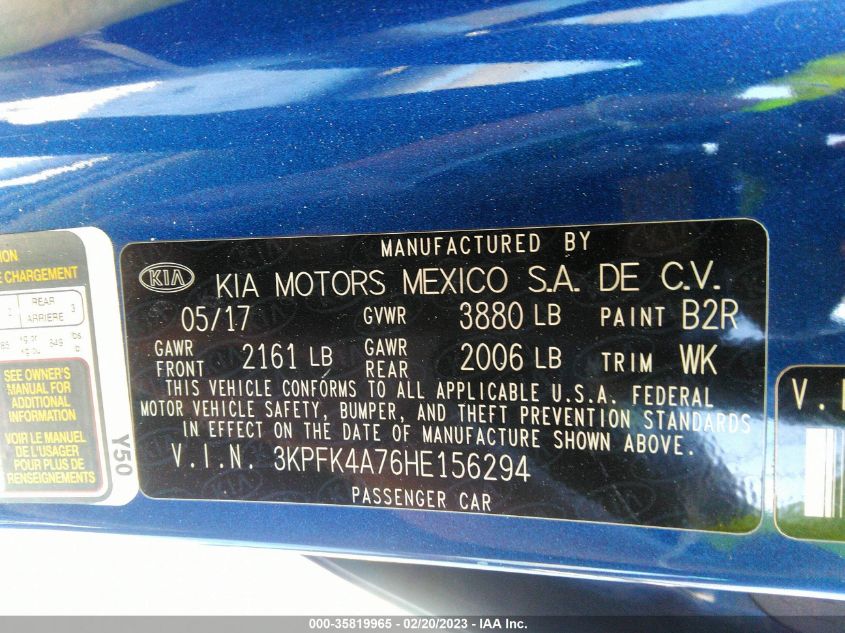 MANUFACTURED BY
KIA KIA MOTORS MEXICO S.A. DE C.V.
05/17 GVWR 3880 LB PAINT B2R
GAWR FRONT 2161 LB GAWR REAR 2006 LB TRIM WK
THIS VEHICLE CONFORMS TO ALL APPLICABLE U.S.A. FEDERAL
MOTOR VEHICLE SAFETY, BUMPER, AND THEFT PREVENTION STANDARDS
IN EFFECT ON THE DATE OF MANUFACTURE SHOWN ABOVE.
V.I.N. 3KPFK4A76HE156294
PASSENGER CAR
E CHARGEMENT
REAR
ARRIERE 3
849 lbs
SEE OWNER'S
MANUAL FOR
ADDITIONAL
INFORMATION
VOIR LE MANUEL
DE L'USAGER
POUR PLUS DE
RENSEIGNEMENTS
Y50
V.
000-35819965 - 02/20/2023 - IAA Inc.